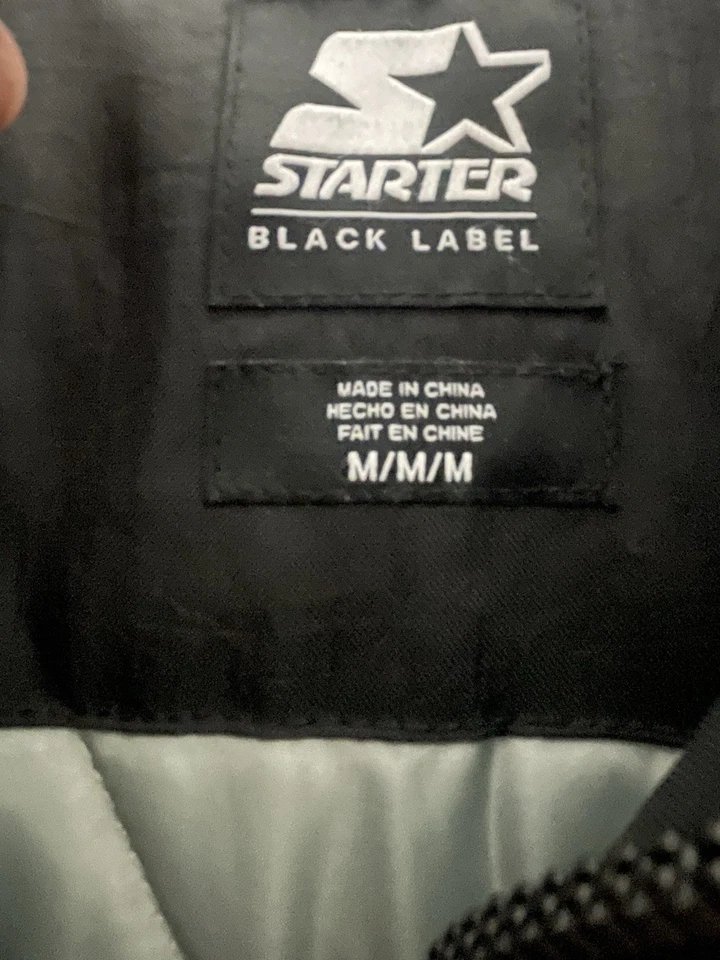 STARTER
BLACK LABEL
MADE IN CHINA
HECHO EN CHINA
FAIT EN CHINE
M/M/M